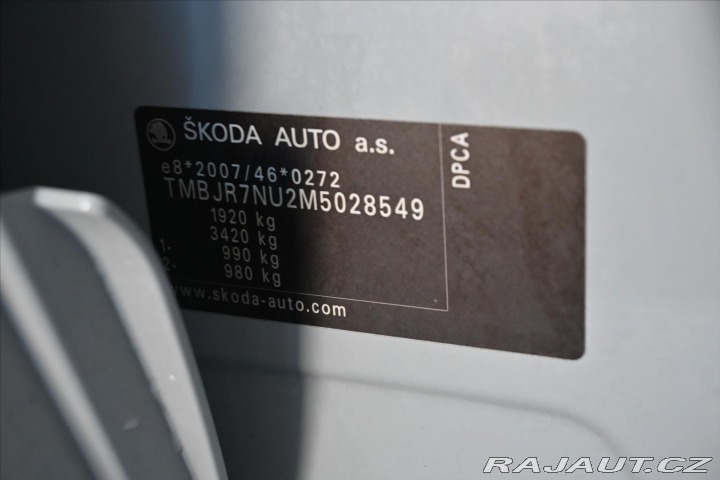 ŠKODA AUTO a.s.
e8*2007/46*0272
TMBJR7NU2M5028549
1920 kg
3420 kg
1- 990 kg
2- 980 kg
www.skoda-auto.com
DPCA
RAJAUT.CZ